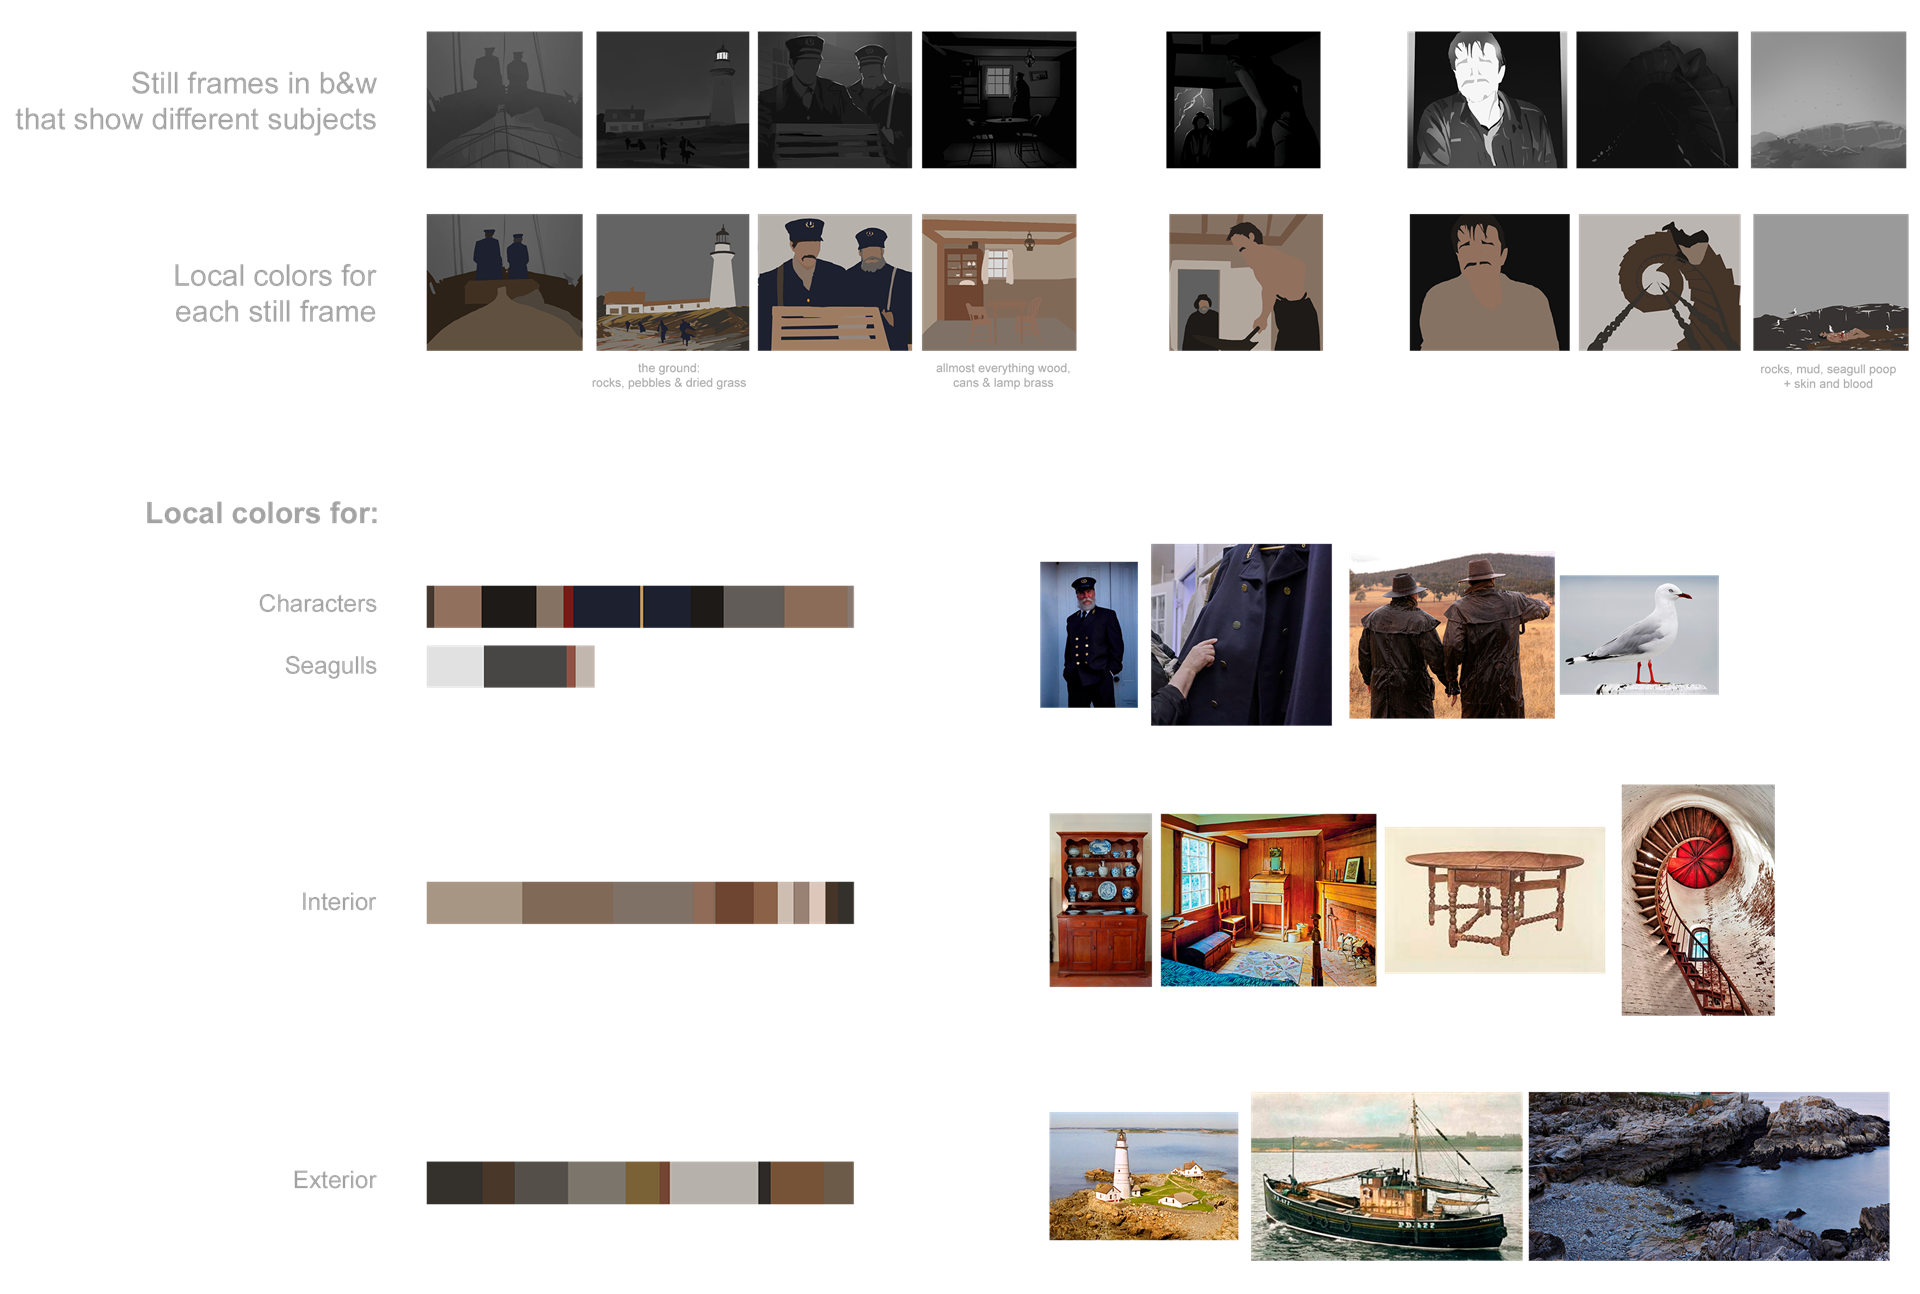 Still frames in b&w
that show different subjects
Local colors for
each still frame
the ground:
rocks, pebbles & dried grass
allmost everything wood,
cans & lamp brass
rocks, mud, seagull poop
+ skin and blood
Local colors for:
Characters
Seagulls
Interior
Exterior